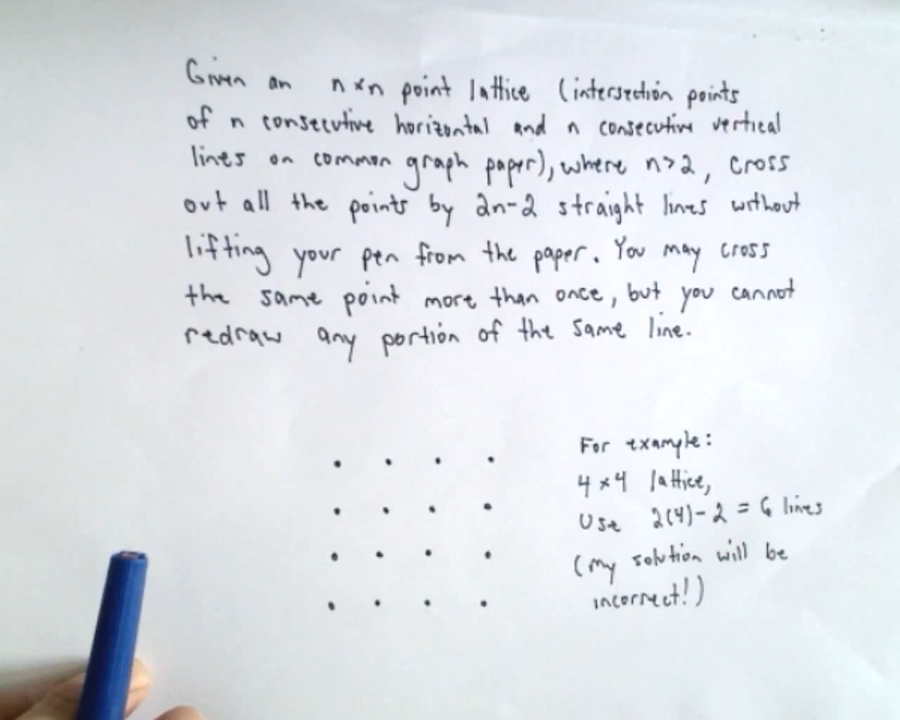 Given an n×n point lattice (intersection points
of n consecutive horizontal and n consecutive vertical
lines on common graph paper), where n>2, cross
out all the points by 2n-2 straight lines without
lifting your pen from the paper. You may cross
the same point more than once, but you cannot
redraw any portion of the same line.
For example:
4×4 lattice,
Use 2(4)-2 = 6 lines
(my solution will be
incorrect!)